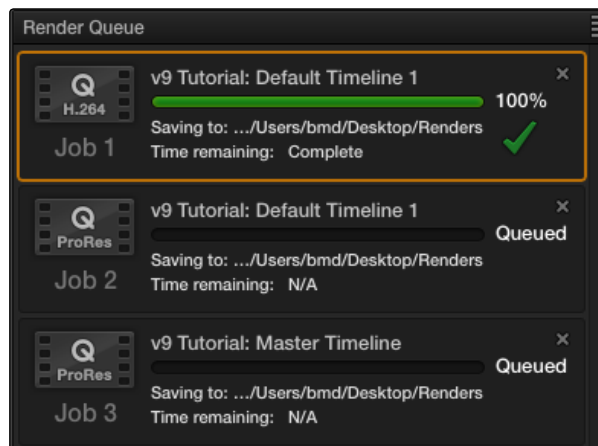 Render Queue
Q
H.264
Job 1
v9 Tutorial: Default Timeline 1
100%
Saving to: .../Users/bmd/Desktop/Renders
Time remaining: Complete
Q
ProRes
Job 2
v9 Tutorial: Default Timeline 1
Queued
Saving to: .../Users/bmd/Desktop/Renders
Time remaining: N/A
Q
ProRes
Job 3
v9 Tutorial: Master Timeline
Queued
Saving to: .../Users/bmd/Desktop/Renders
Time remaining: N/A